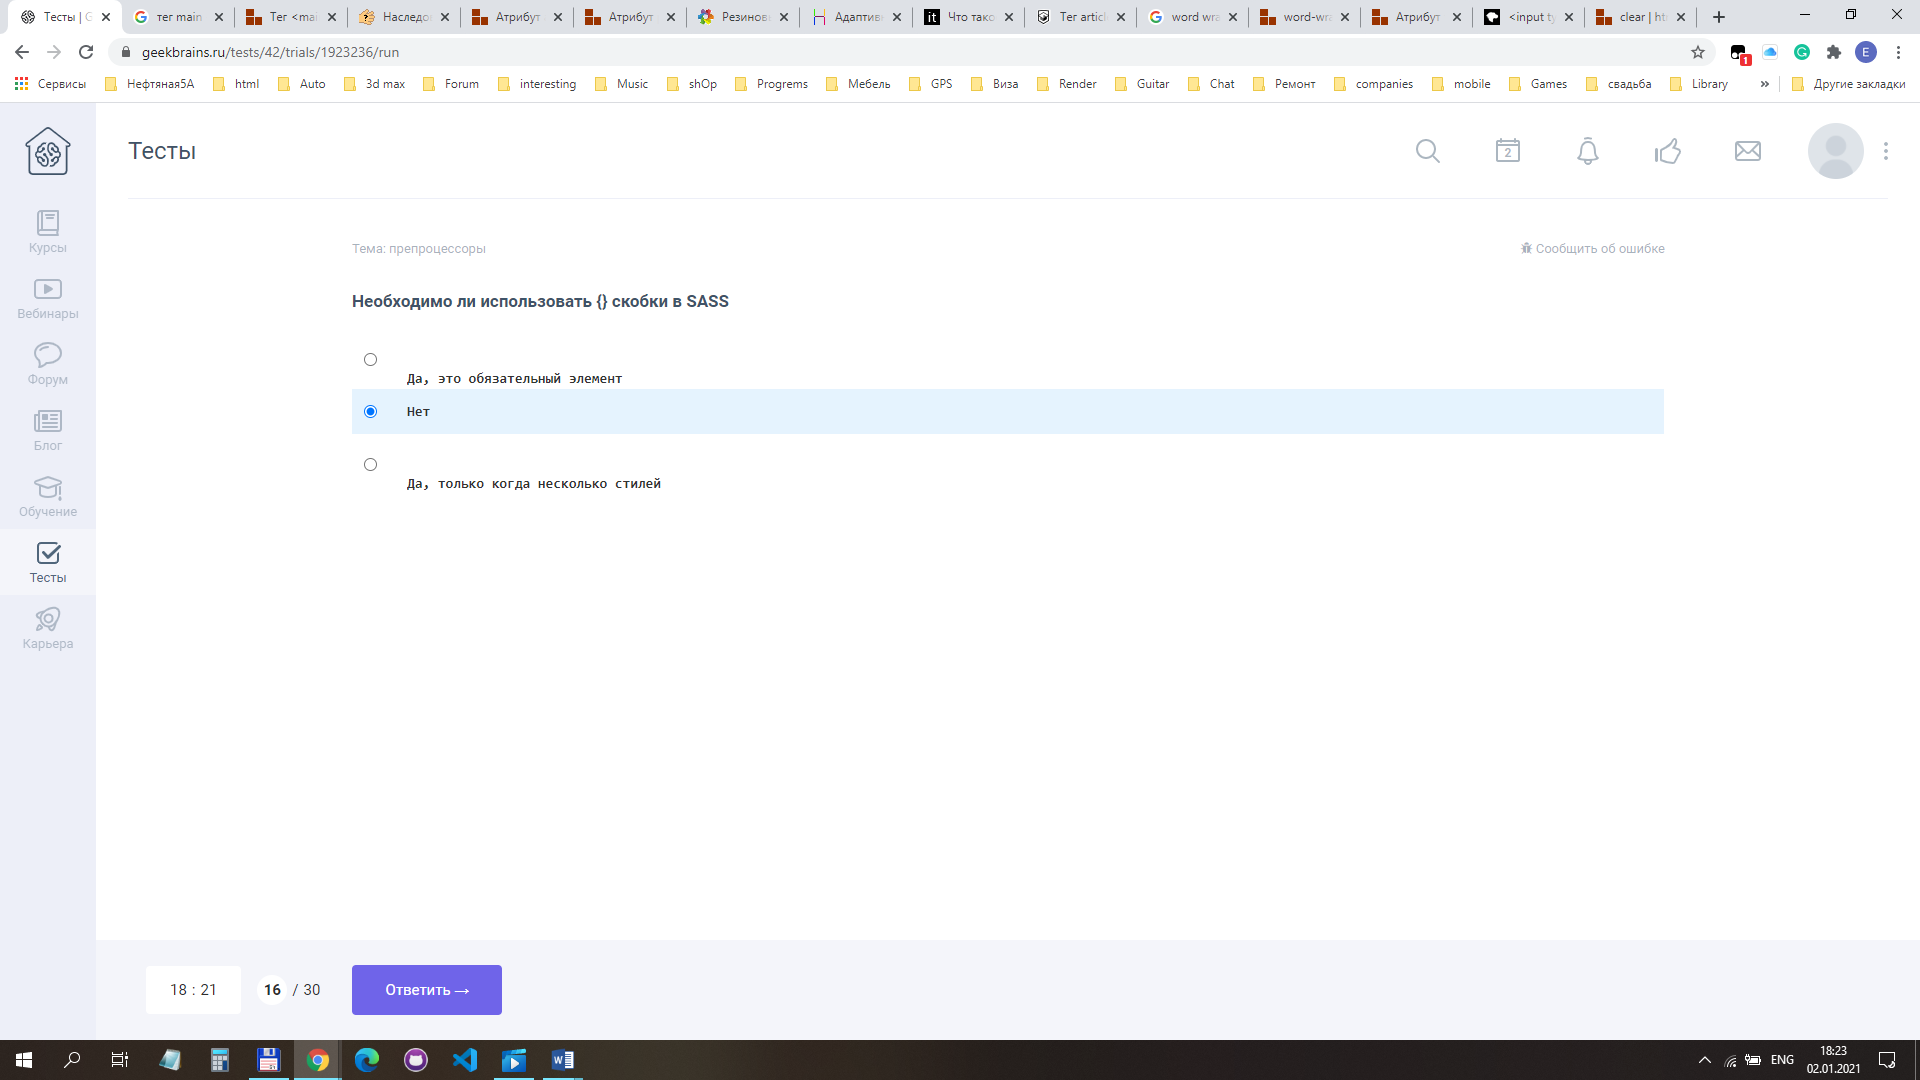 Тесты | G
тег main
Тег <mai
Наследо
Атрибут
Атрибут
Резинов
Адаптив
Что тако
Тег articl
word wra
word-wra
Атрибут
<input ty
clear | ht
geekbrains.ru/tests/42/trials/1923236/run
1
E
Сервисы
Нефтяная5А
html
Auto
3d max
Forum
interesting
Music
shOp
Progrems
Мебель
GPS
Виза
Render
Guitar
Chat
Ремонт
companies
mobile
Games
свадьба
Library
»
Другие закладки
Тесты
2
Курсы
Вебинары
Форум
Блог
Обучение
Тесты
Карьера
Тема: препроцессоры
Сообщить об ошибке
Необходимо ли использовать {} скобки в SASS
Да, это обязательный элемент
Нет
Да, только когда несколько стилей
18 : 21
16 / 30
Ответить →
ENG
18:23
02.01.2021